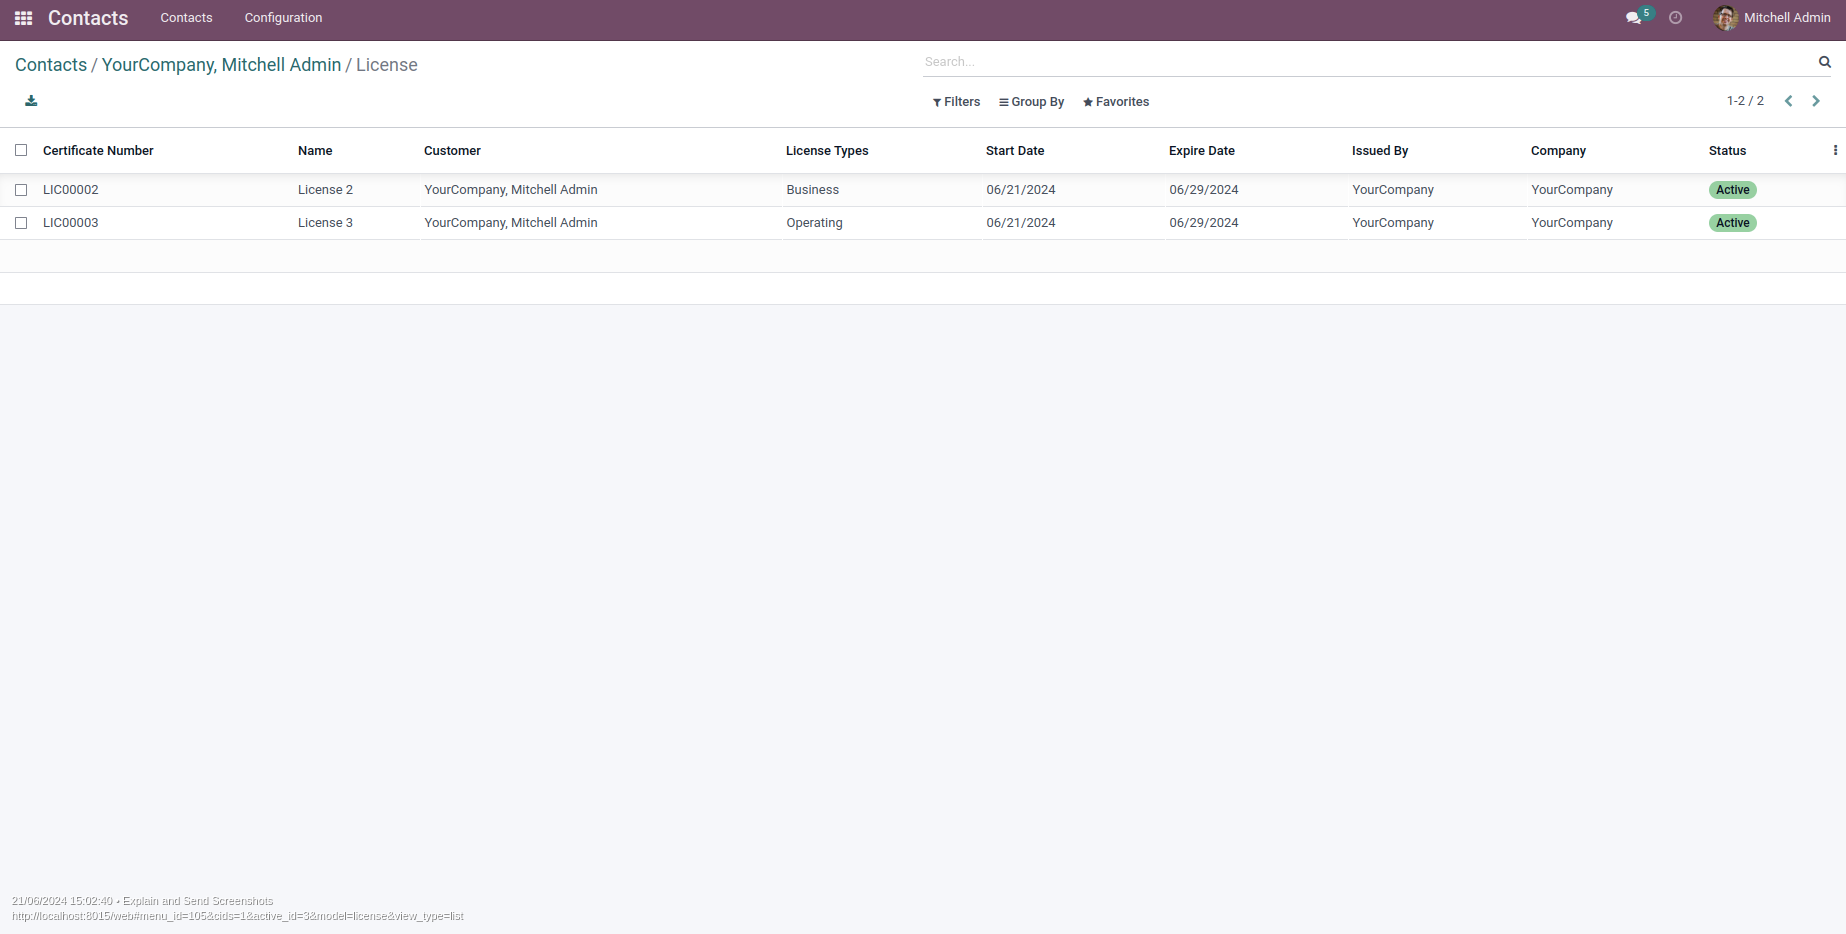 Contacts Contacts Configuration 5 Mitchell Admin
Contacts / YourCompany, Mitchell Admin / License Search...
Filters Group By Favorites 1-2 / 2
Certificate Number Name Customer License Types Start Date Expire Date Issued By Company Status
LIC00002 License 2 YourCompany, Mitchell Admin Business 06/21/2024 06/29/2024 YourCompany YourCompany Active
LIC00003 License 3 YourCompany, Mitchell Admin Operating 06/21/2024 06/29/2024 YourCompany YourCompany Active
21/06/2024 15:02:40 • Explain and Send Screenshots
http://localhost:8015/web#menu_id=105&cids=1&active_id=3&model=license&view_type=list